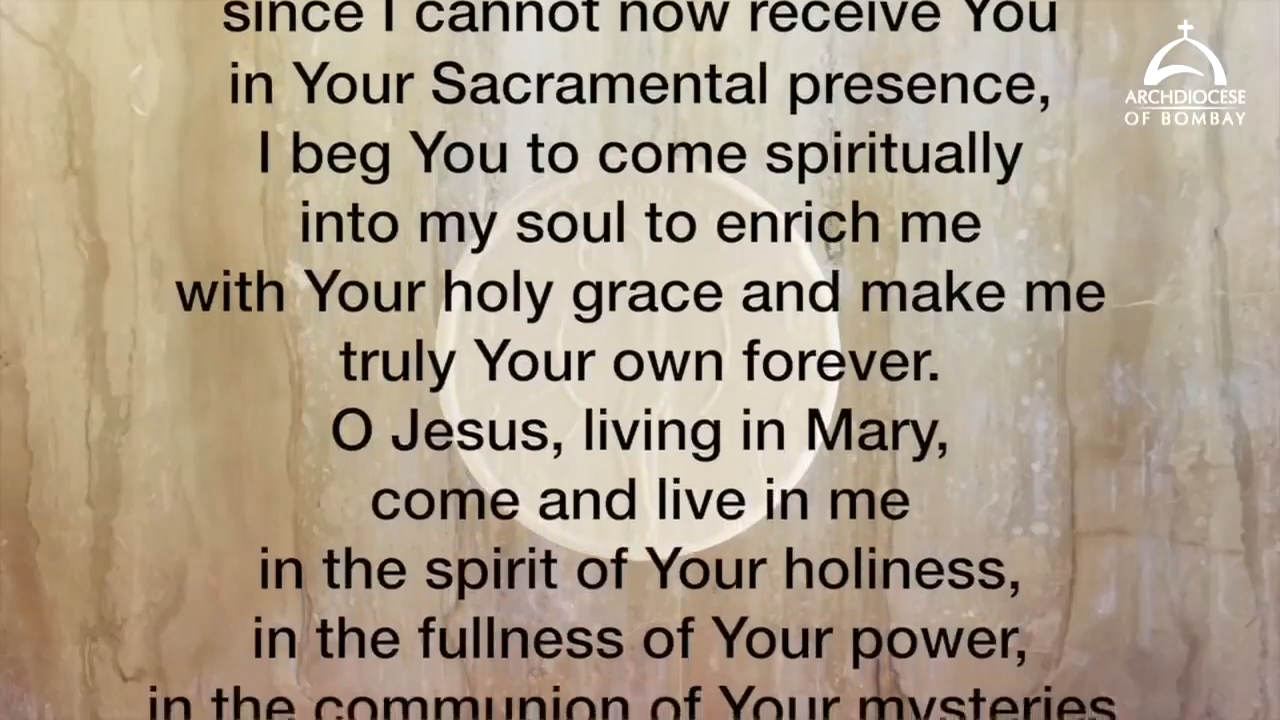 since I cannot now receive You
in Your Sacramental presence,
I beg You to come spiritually
into my soul to enrich me
with Your holy grace and make me
truly Your own forever.
O Jesus, living in Mary,
come and live in me
in the spirit of Your holiness,
in the fullness of Your power,
in the communion of Your mysteries
ARCHDIOCESE
OF BOMBAY